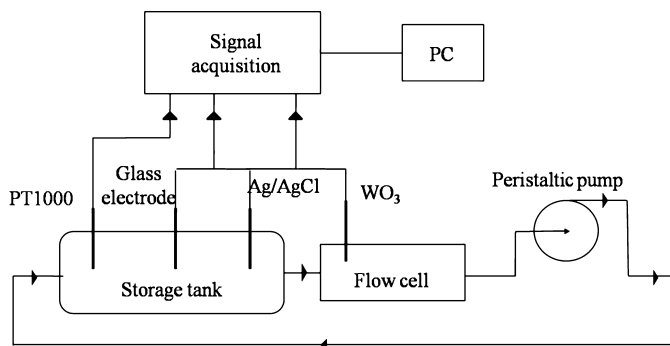 Signal
acquisition
PC
PT1000
Glass
electrode
Ag/AgCl
WO₃
Peristaltic pump
Storage tank
Flow cell